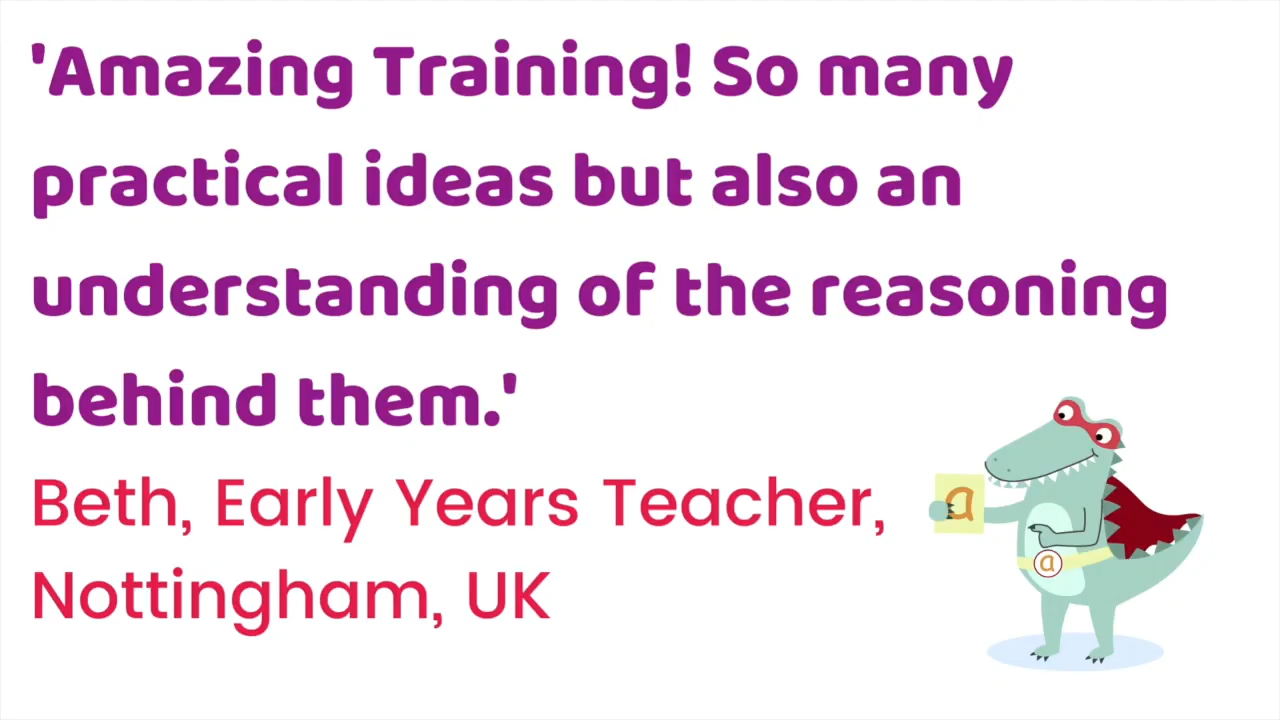 'Amazing Training! So many
practical ideas but also an
understanding of the reasoning
behind them.'
Beth, Early Years Teacher,
Nottingham, UK
a
a